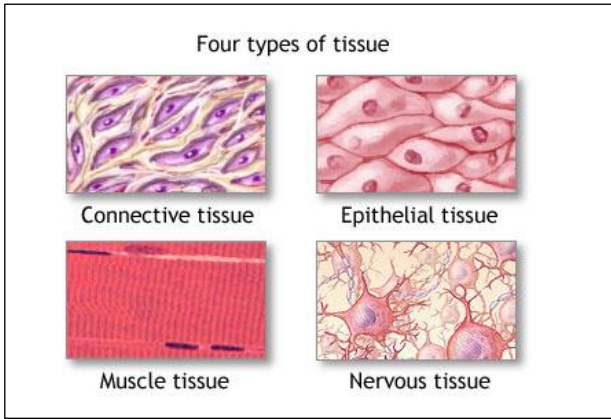 Four types of tissue
Connective tissue
Epithelial tissue
Muscle tissue
Nervous tissue